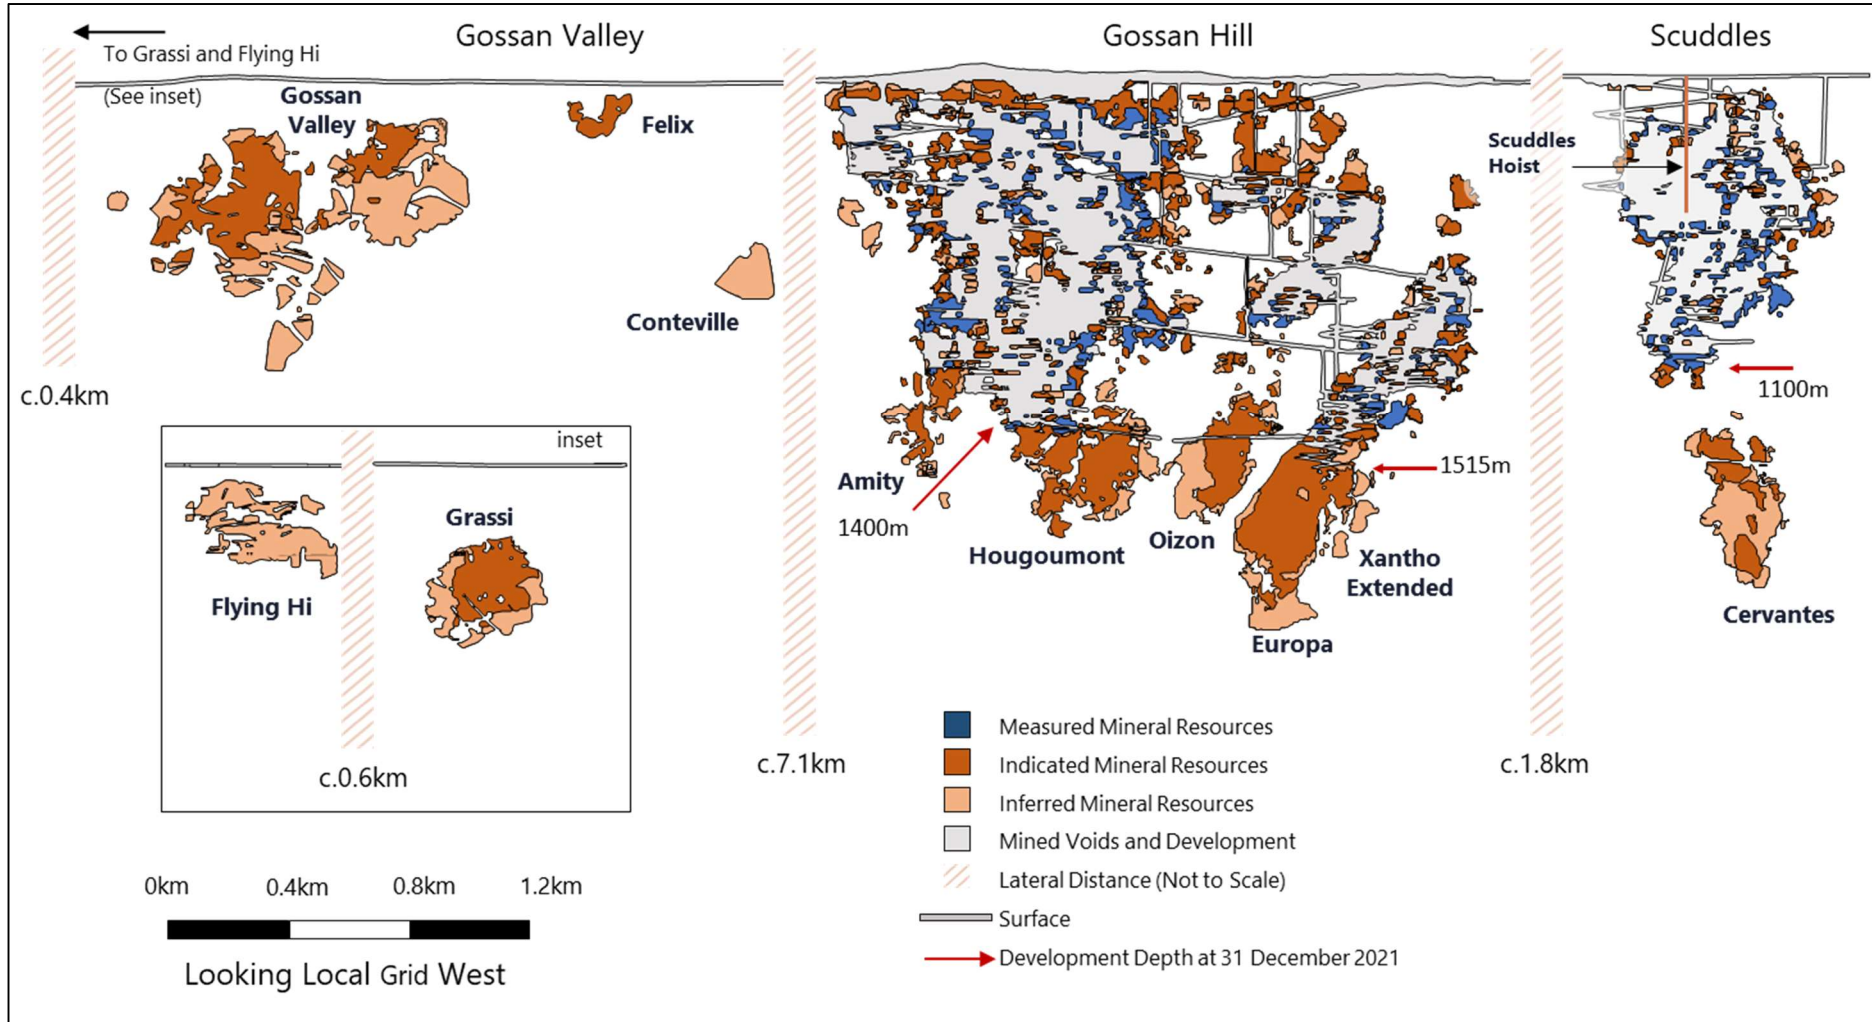 Gossan Valley
Gossan Hill
Scuddles
To Grassi and Flying Hi
(See inset)
Gossan
Valley
Felix
Conteville
c.0.4km
inset
Flying Hi
Grassi
c.0.6km
Scuddles
Hoist
1100m
Amity
1400m
Hougoumont
Oizon
1515m
Xantho
Extended
Europa
Cervantes
c.7.1km
c.1.8km
Measured Mineral Resources
Indicated Mineral Resources
Inferred Mineral Resources
Mined Voids and Development
Lateral Distance (Not to Scale)
Surface
Development Depth at 31 December 2021
0km
0.4km
0.8km
1.2km
Looking Local Grid West